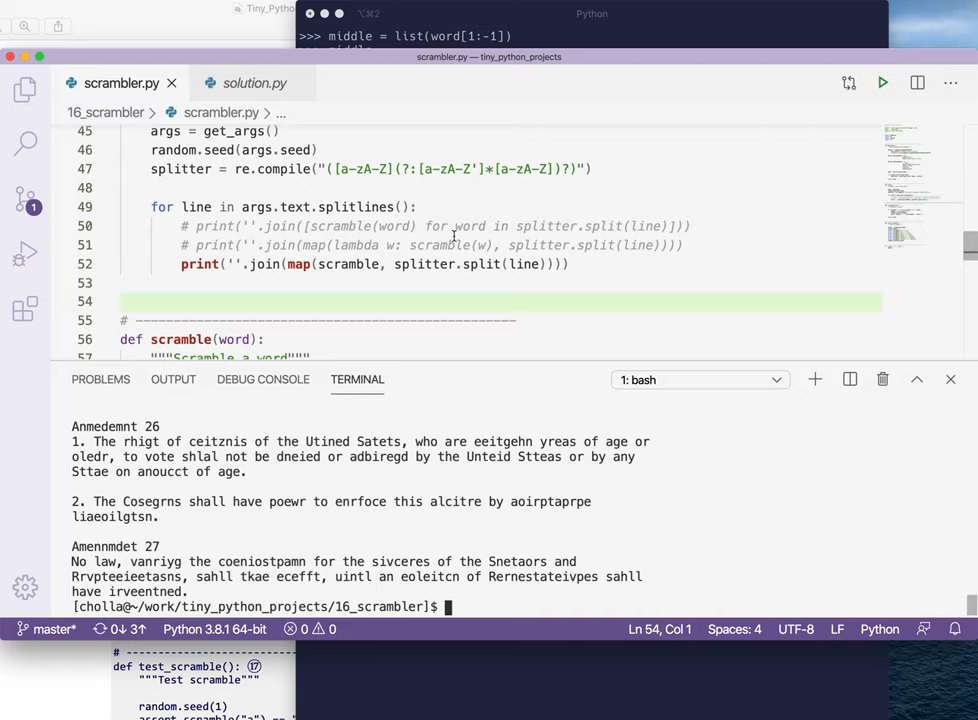 Tiny_Pytho
⌥⌘2
Python
>>> middle = list(word[1:-1])
scrambler.py — tiny_python_projects
scrambler.py
solution.py
16_scrambler > scrambler.py > ...
45 args = get_args()
46 random.seed(args.seed)
47 splitter = re.compile("([a-zA-Z](?:[a-zA-Z']*[a-zA-Z])?)")
48
49 for line in args.text.splitlines():
50 # print(''.join([scramble(word) for word in splitter.split(line)]))
51 # print(''.join(map(lambda w: scramble(w), splitter.split(line))))
52 print(''.join(map(scramble, splitter.split(line))))
53
54
55 # --------------------------------------------------
56 def scramble(word):
57 """Scramble a word"""
1
PROBLEMS OUTPUT DEBUG CONSOLE TERMINAL 1: bash
Anmedemnt 26
1. The rhigt of ceitznis of the Utined Satets, who are eeitgehn yreas of age or
oledr, to vote shlal not be dneied or adbiregd by the Unteid Stteas or by any
Sttae on anoucct of age.
2. The Cosegrns shall have poewr to enrfoce this alcitre by aoirptaprpe
liaeoilgtsn.
Amennmdet 27
No law, vanriyg the coeniostpamn for the sivceres of the Snetaors and
Rrvpteeieetasns, sahll tkae ecefft, uintl an eoleitcn of Rernestateivpes sahll
have irveentned.
[cholla@~/work/tiny_python_projects/16_scrambler]$
master* 0↓ 3↑ Python 3.8.1 64-bit 0 0 Ln 54, Col 1 Spaces: 4 UTF-8 LF Python
# --------------------------
def test_scramble(): ⑰
"""Test scramble"""
random.seed(1)